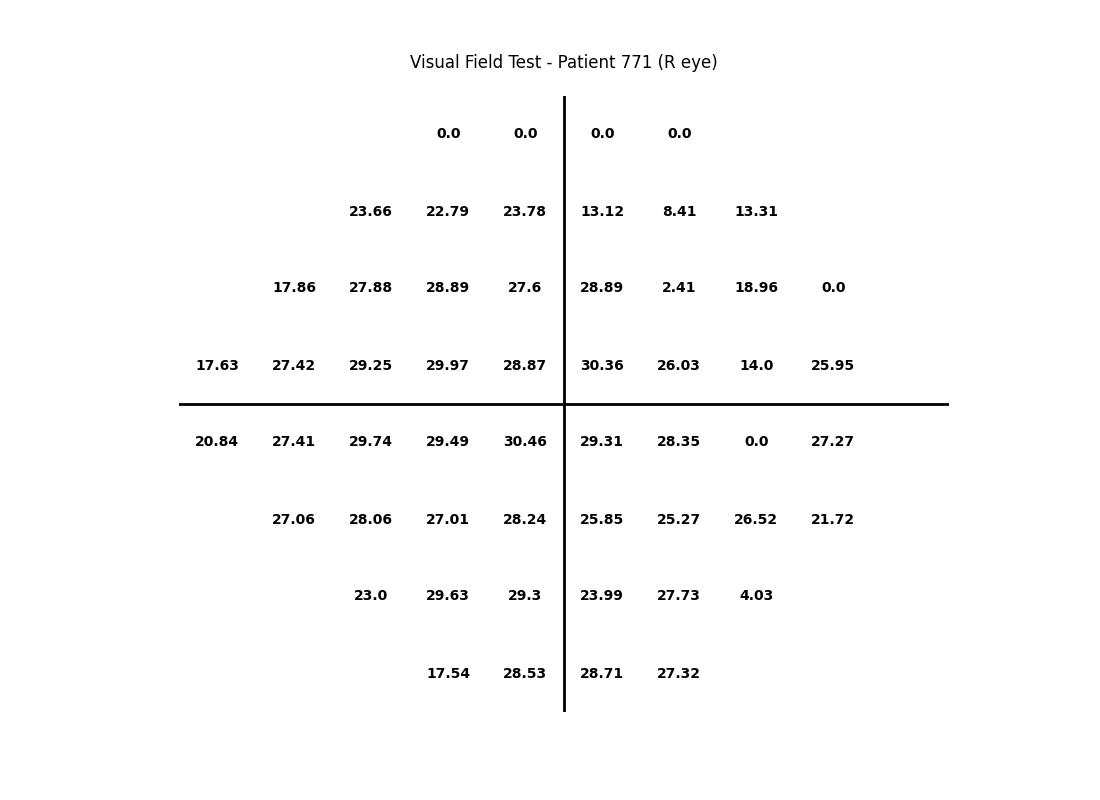 Visual Field Test - Patient 771 (R eye)
0.0 0.0 0.0 0.0
23.66 22.79 23.78 13.12 8.41 13.31
17.86 27.88 28.89 27.6 28.89 2.41 18.96 0.0
17.63 27.42 29.25 29.97 28.87 30.36 26.03 14.0 25.95
20.84 27.41 29.74 29.49 30.46 29.31 28.35 0.0 27.27
27.06 28.06 27.01 28.24 25.85 25.27 26.52 21.72
23.0 29.63 29.3 23.99 27.73 4.03
17.54 28.53 28.71 27.32